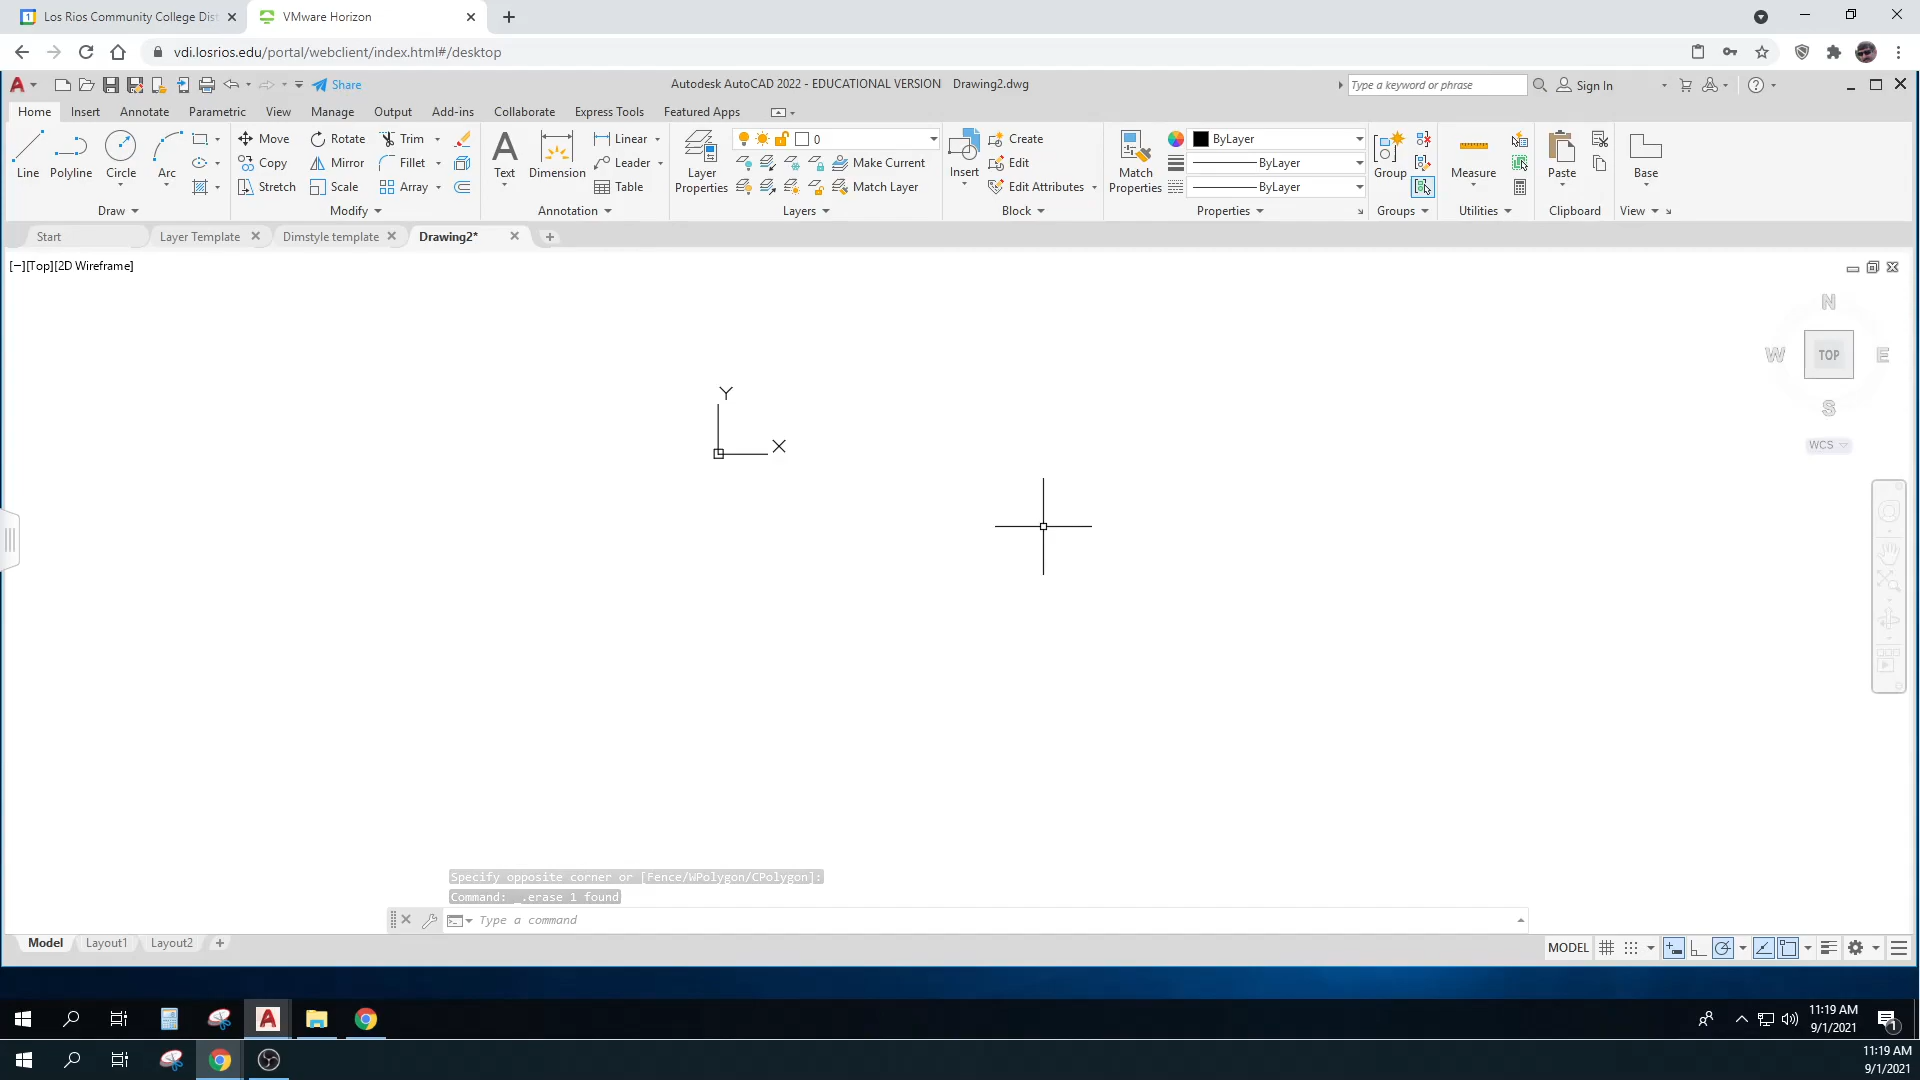 Los Rios Community College Dist
VMware Horizon
vdi.losrios.edu/portal/webclient/index.html#/desktop
Share
Autodesk AutoCAD 2022 - EDUCATIONAL VERSION Drawing2.dwg
Type a keyword or phrase
Sign In
Home Insert Annotate Parametric View Manage Output Add-ins Collaborate Express Tools Featured Apps
Line
Polyline
Circle
Arc
Draw
Move Rotate Trim
Copy Mirror Fillet
Stretch Scale Array
Modify
Text
Dimension
Linear
Leader
Table
Annotation
Layer
Properties
0
Make Current
Match Layer
Layers
Insert
Create
Edit
Edit Attributes
Block
Match
Properties
ByLayer
ByLayer
ByLayer
Properties
Group
Groups
Measure
Utilities
Paste
Clipboard
Base
View
Start
Layer Template
Dimstyle template
Drawing2*
[−][Top][2D Wireframe]
N
W
TOP
E
S
WCS
Y
X
Specify opposite corner or [Fence/WPolygon/CPolygon]:
Command: _.erase 1 found
Type a command
Model Layout1 Layout2
MODEL
11:19 AM
9/1/2021
1
11:19 AM
9/1/2021